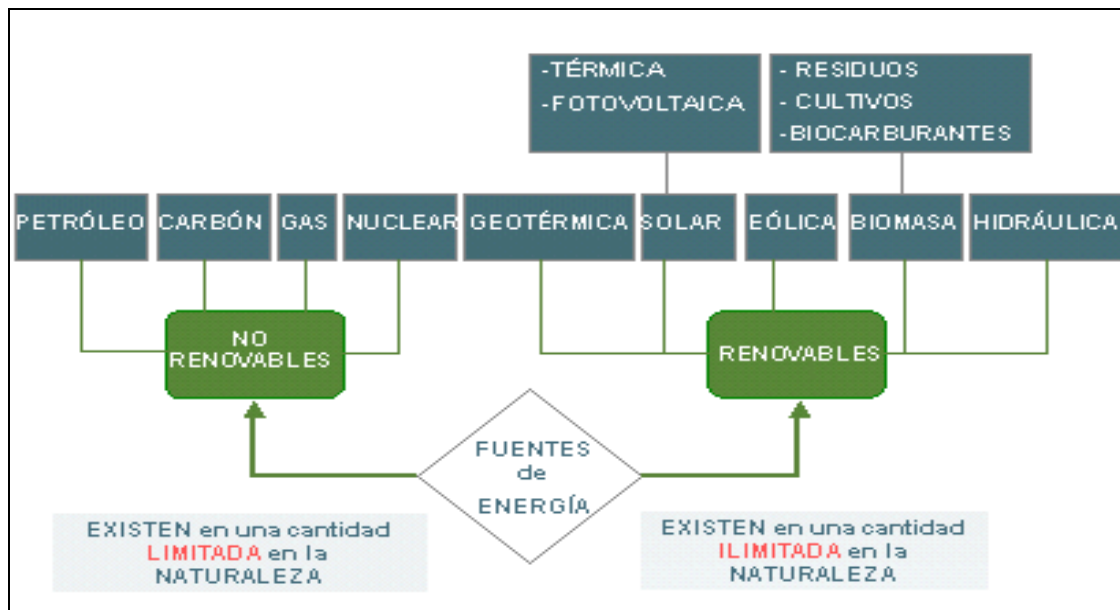 -TÉRMICA
-FOTOVOLTAICA
- RESIDUOS
- CULTIVOS
-BIOCARBURANTES
PETRÓLEO
CARBÓN
GAS
NUCLEAR
GEOTÉRMICA
SOLAR
EÓLICA
BIOMASA
HIDRÁULICA
NO
RENOVABLES
RENOVABLES
FUENTES
de
ENERGÍA
EXISTEN en una cantidad
LIMITADA en la
NATURALEZA
EXISTEN en una cantidad
ILIMITADA en la
NATURALEZA